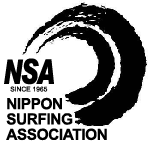 NSA
SINCE 1965
NIPPON
SURFING
ASSOCIATION